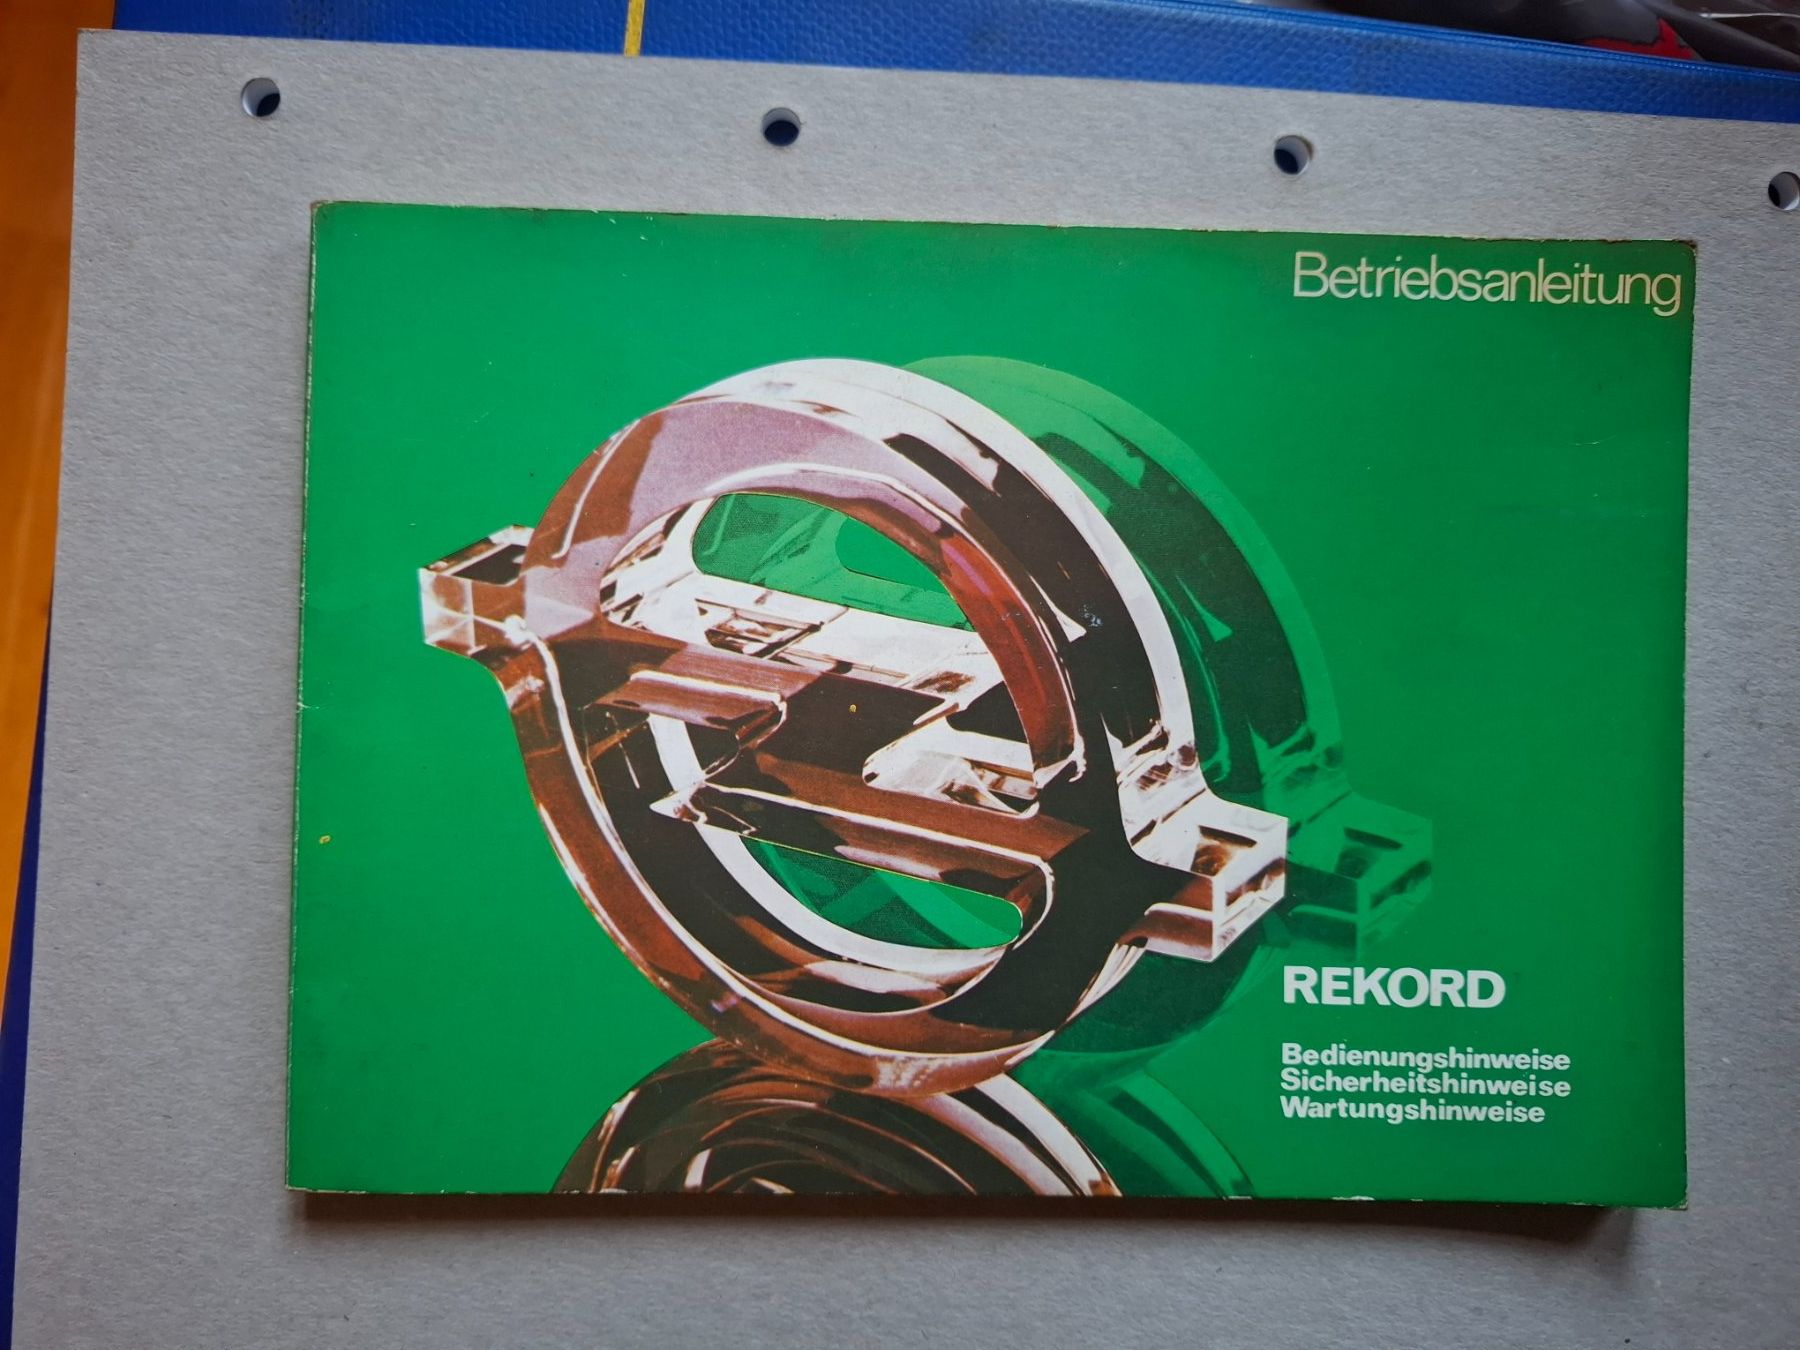 Betriebsanleitung
REKORD
Bedienungshinweise
Sicherheitshinweise
Wartungshinweise